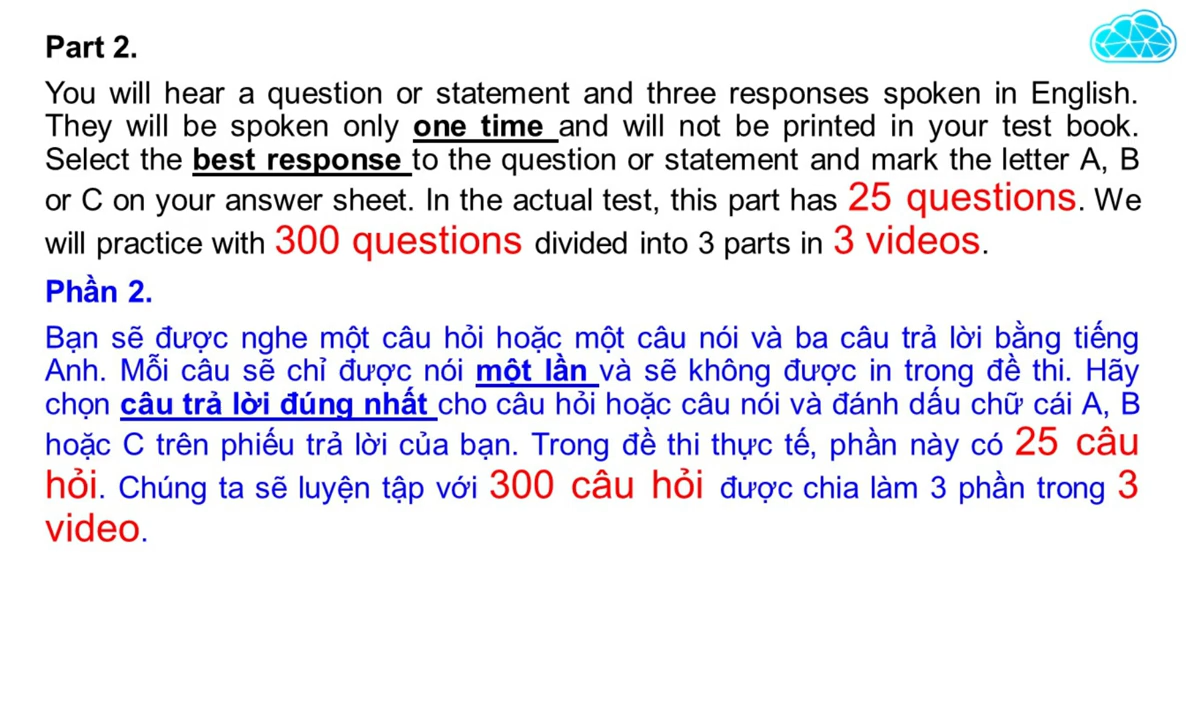 Part 2.
You will hear a question or statement and three responses spoken in English.
They will be spoken only one time and will not be printed in your test book.
Select the best response to the question or statement and mark the letter A, B
or C on your answer sheet. In the actual test, this part has 25 questions. We
will practice with 300 questions divided into 3 parts in 3 videos.
Phần 2.
Bạn sẽ được nghe một câu hỏi hoặc một câu nói và ba câu trả lời bằng tiếng
Anh. Mỗi câu sẽ chỉ được nói một lần và sẽ không được in trong đề thi. Hãy
chọn câu trả lời đúng nhất cho câu hỏi hoặc câu nói và đánh dấu chữ cái A, B
hoặc C trên phiếu trả lời của bạn. Trong đề thi thực tế, phần này có 25 câu
hỏi. Chúng ta sẽ luyện tập với 300 câu hỏi được chia làm 3 phần trong 3
video.